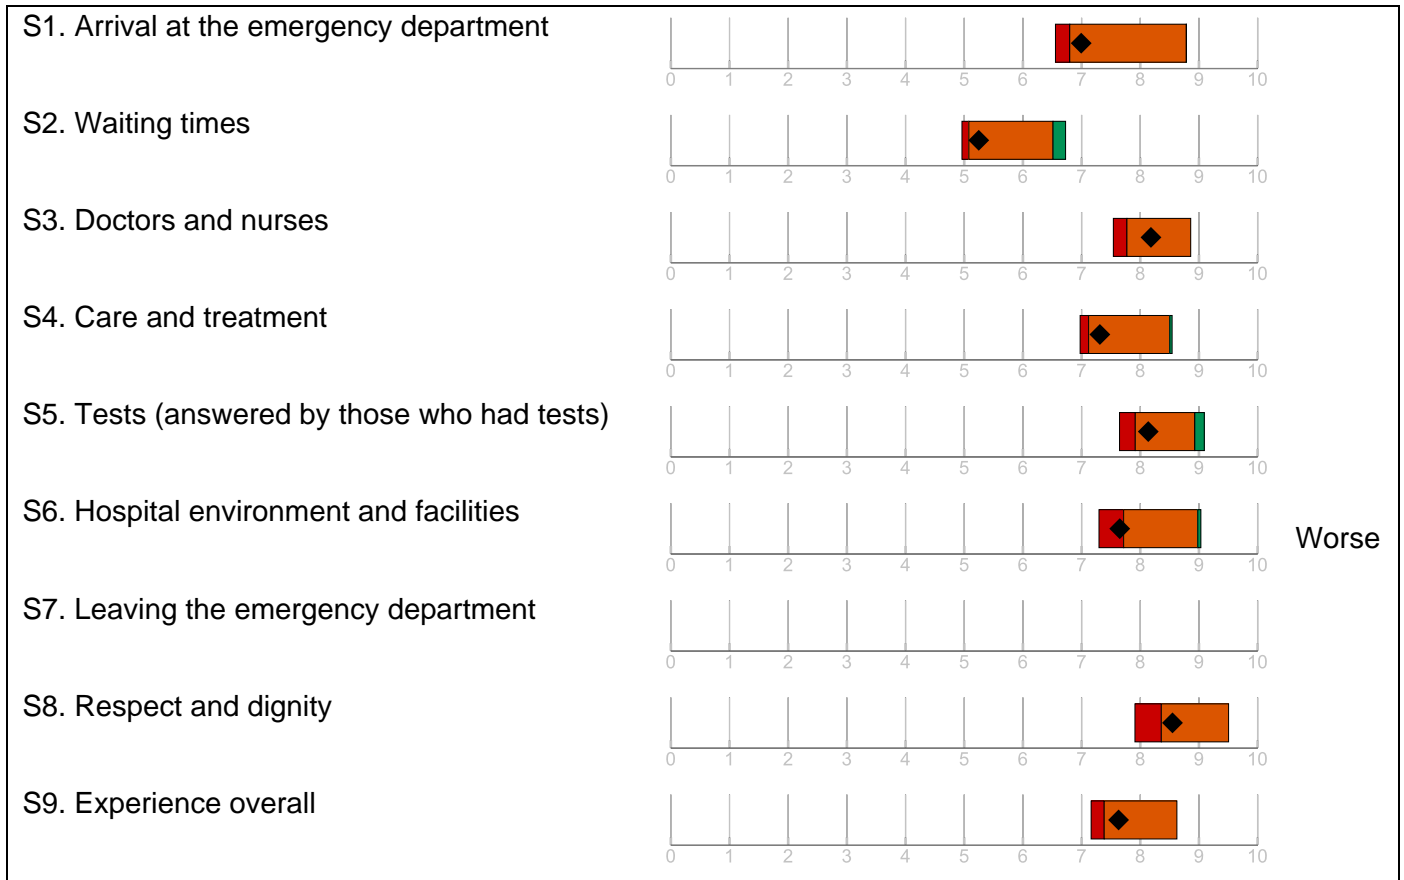 S1. Arrival at the emergency department
0 1 2 3 4 5 6 7 8 9 10
S2. Waiting times
0 1 2 3 4 5 6 7 8 9 10
S3. Doctors and nurses
0 1 2 3 4 5 6 7 8 9 10
S4. Care and treatment
0 1 2 3 4 5 6 7 8 9 10
S5. Tests (answered by those who had tests)
0 1 2 3 4 5 6 7 8 9 10
S6. Hospital environment and facilities
Worse
0 1 2 3 4 5 6 7 8 9 10
S7. Leaving the emergency department
0 1 2 3 4 5 6 7 8 9 10
S8. Respect and dignity
0 1 2 3 4 5 6 7 8 9 10
S9. Experience overall
0 1 2 3 4 5 6 7 8 9 10